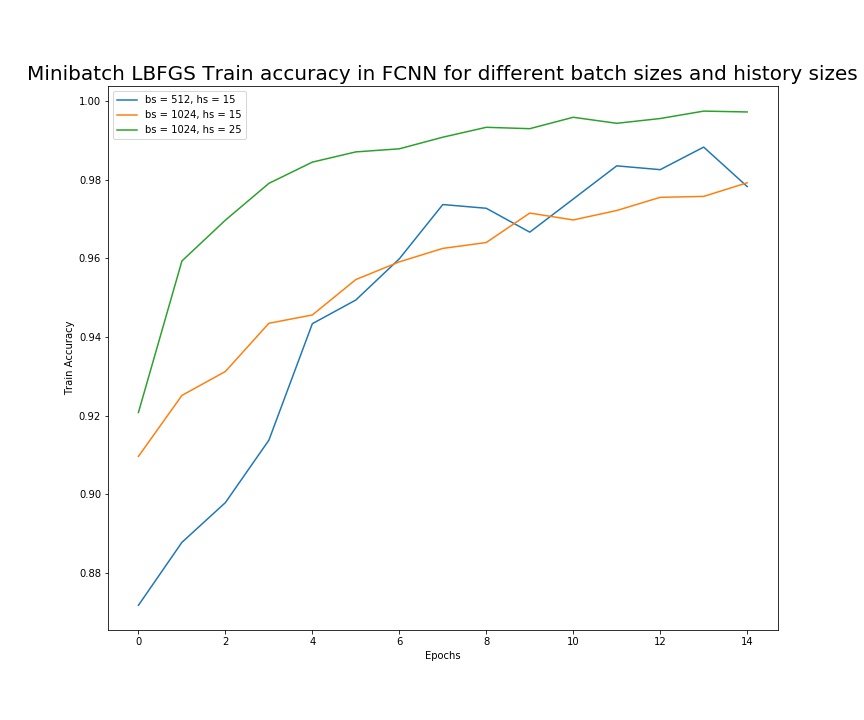 Minibatch LBFGS Train accuracy in FCNN for different batch sizes and history sizes
bs = 512, hs = 15
bs = 1024, hs = 15
bs = 1024, hs = 25
1.00
0.98
0.96
0.94
0.92
0.90
0.88
Train Accuracy
0 2 4 6 8 10 12 14
Epochs